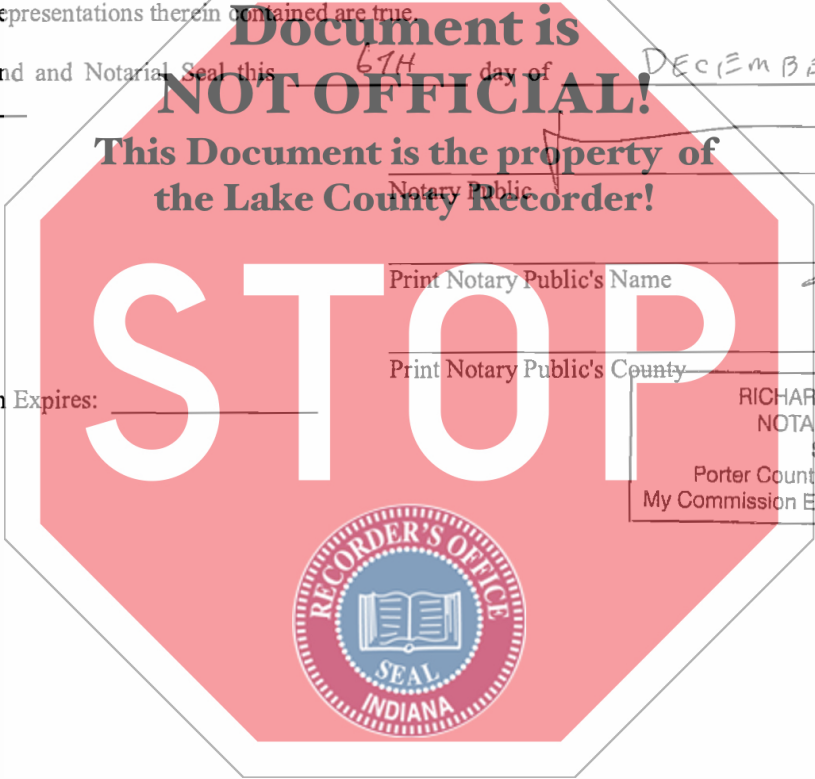 epresentations therein contained are true.
Document is
nd and Notarial Seal this 6TH day of DECEMBE
NOT OFFICIAL!
This Document is the property of
Notary Public
the Lake County Recorder!
STOP
Print Notary Public's Name
Print Notary Public's County
n Expires:
RICHAR
NOTA
S
Porter Count
My Commission E
RECORDER'S OFFICE
SEAL
INDIANA